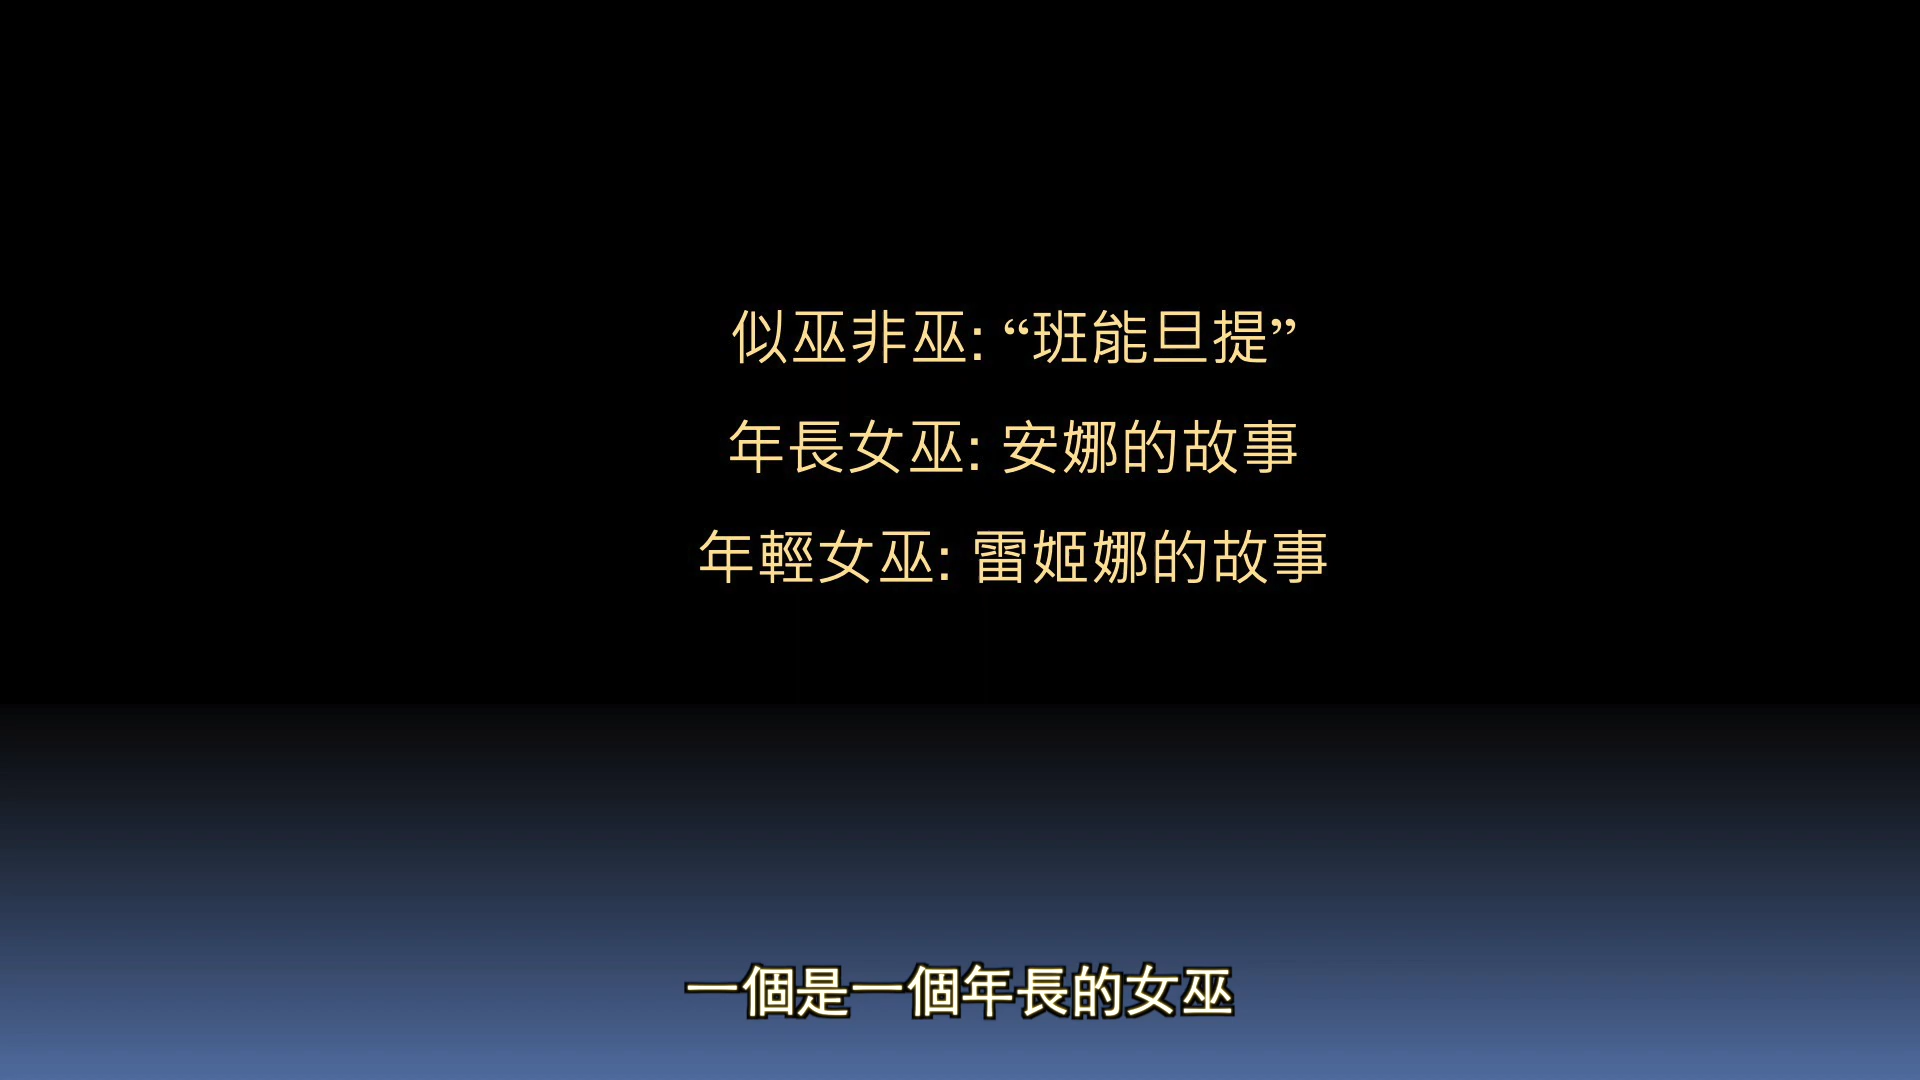 似巫非巫: “班能旦提”
年長女巫: 安娜的故事
年輕女巫: 雷姬娜的故事
一個是一個年長的女巫